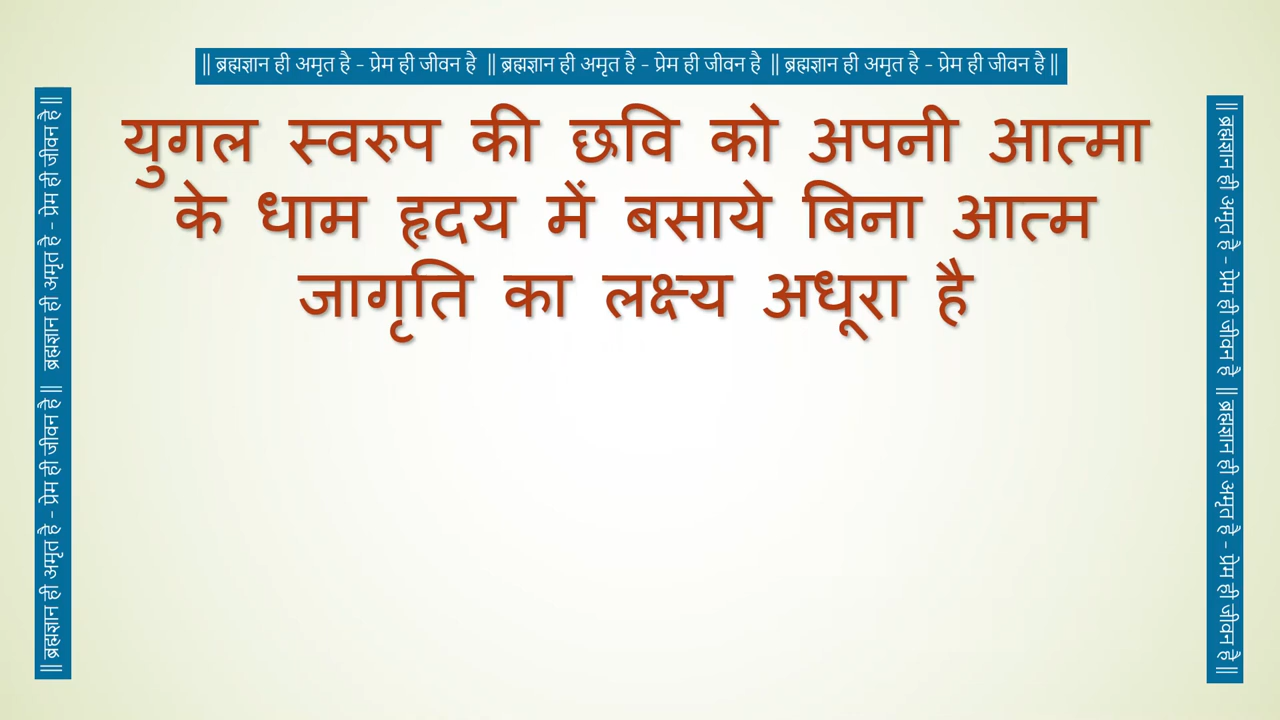 || ब्रह्मज्ञान ही अमृत है - प्रेम ही जीवन है || ब्रह्मज्ञान ही अमृत है - प्रेम ही जीवन है || ब्रह्मज्ञान ही अमृत है - प्रेम ही जीवन है ||
|| ब्रह्मज्ञान ही अमृत है - प्रेम ही जीवन है || ब्रह्मज्ञान ही अमृत है - प्रेम ही जीवन है ||
युगल स्वरुप की छवि को अपनी आत्मा
के धाम हृदय में बसाये बिना आत्म
जागृति का लक्ष्य अधूरा है
|| ब्रह्मज्ञान ही अमृत है - प्रेम ही जीवन है || ब्रह्मज्ञान ही अमृत है - प्रेम ही जीवन है ||